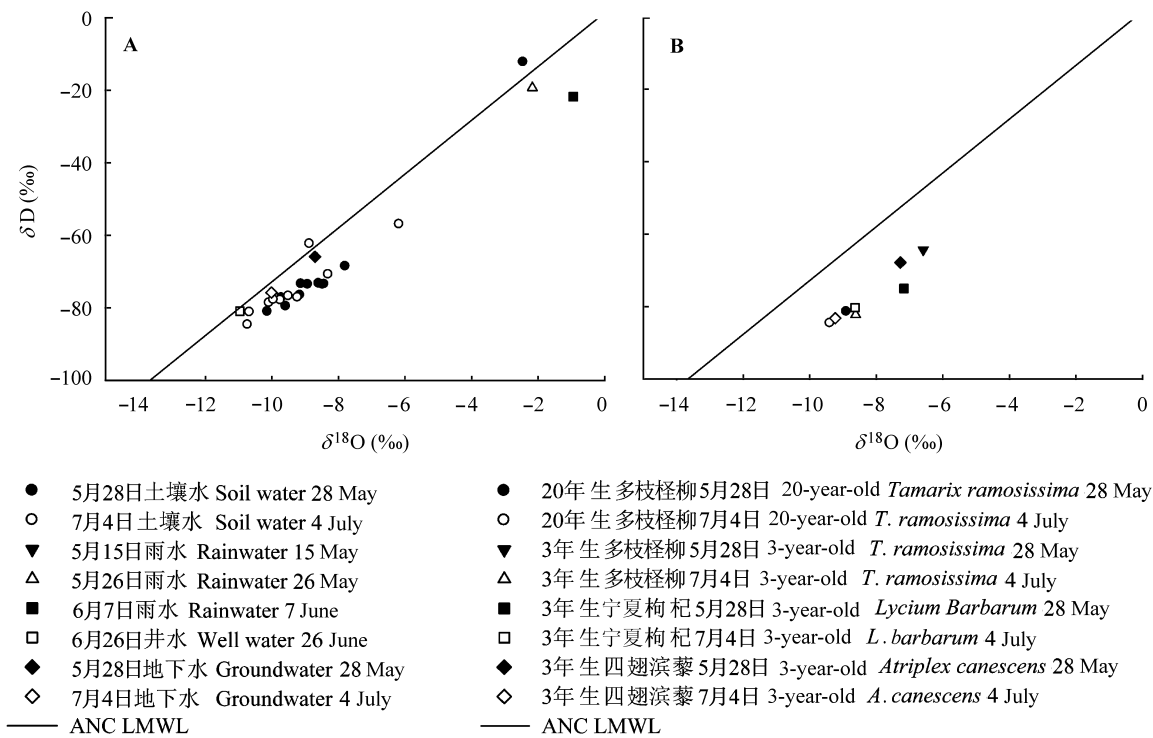 A
B
0
−20
−40
−60
−80
−100
δD (‰)
−14 −12 −10 −8 −6 −4 −2 0
−14 −12 −10 −8 −6 −4 −2 0
δ¹⁸O (‰)
δ¹⁸O (‰)
5月28日土壤水 Soil water 28 May
7月4日土壤水 Soil water 4 July
5月15日雨水 Rainwater 15 May
5月26日雨水 Rainwater 26 May
6月7日雨水 Rainwater 7 June
6月26日井水 Well water 26 June
5月28日地下水 Groundwater 28 May
7月4日地下水 Groundwater 4 July
ANC LMWL
20年生多枝柽柳5月28日 20-year-old Tamarix ramosissima 28 May
20年生多枝柽柳7月4日 20-year-old T. ramosissima 4 July
3年生多枝柽柳5月28日 3-year-old T. ramosissima 28 May
3年生多枝柽柳7月4日 3-year-old T. ramosissima 4 July
3年生宁夏枸杞5月28日 3-year-old Lycium Barbarum 28 May
3年生宁夏枸杞7月4日 3-year-old L. barbarum 4 July
3年生四翅滨藜5月28日 3-year-old Atriplex canescens 28 May
3年生四翅滨藜7月4日 3-year-old A. canescens 4 July
ANC LMWL